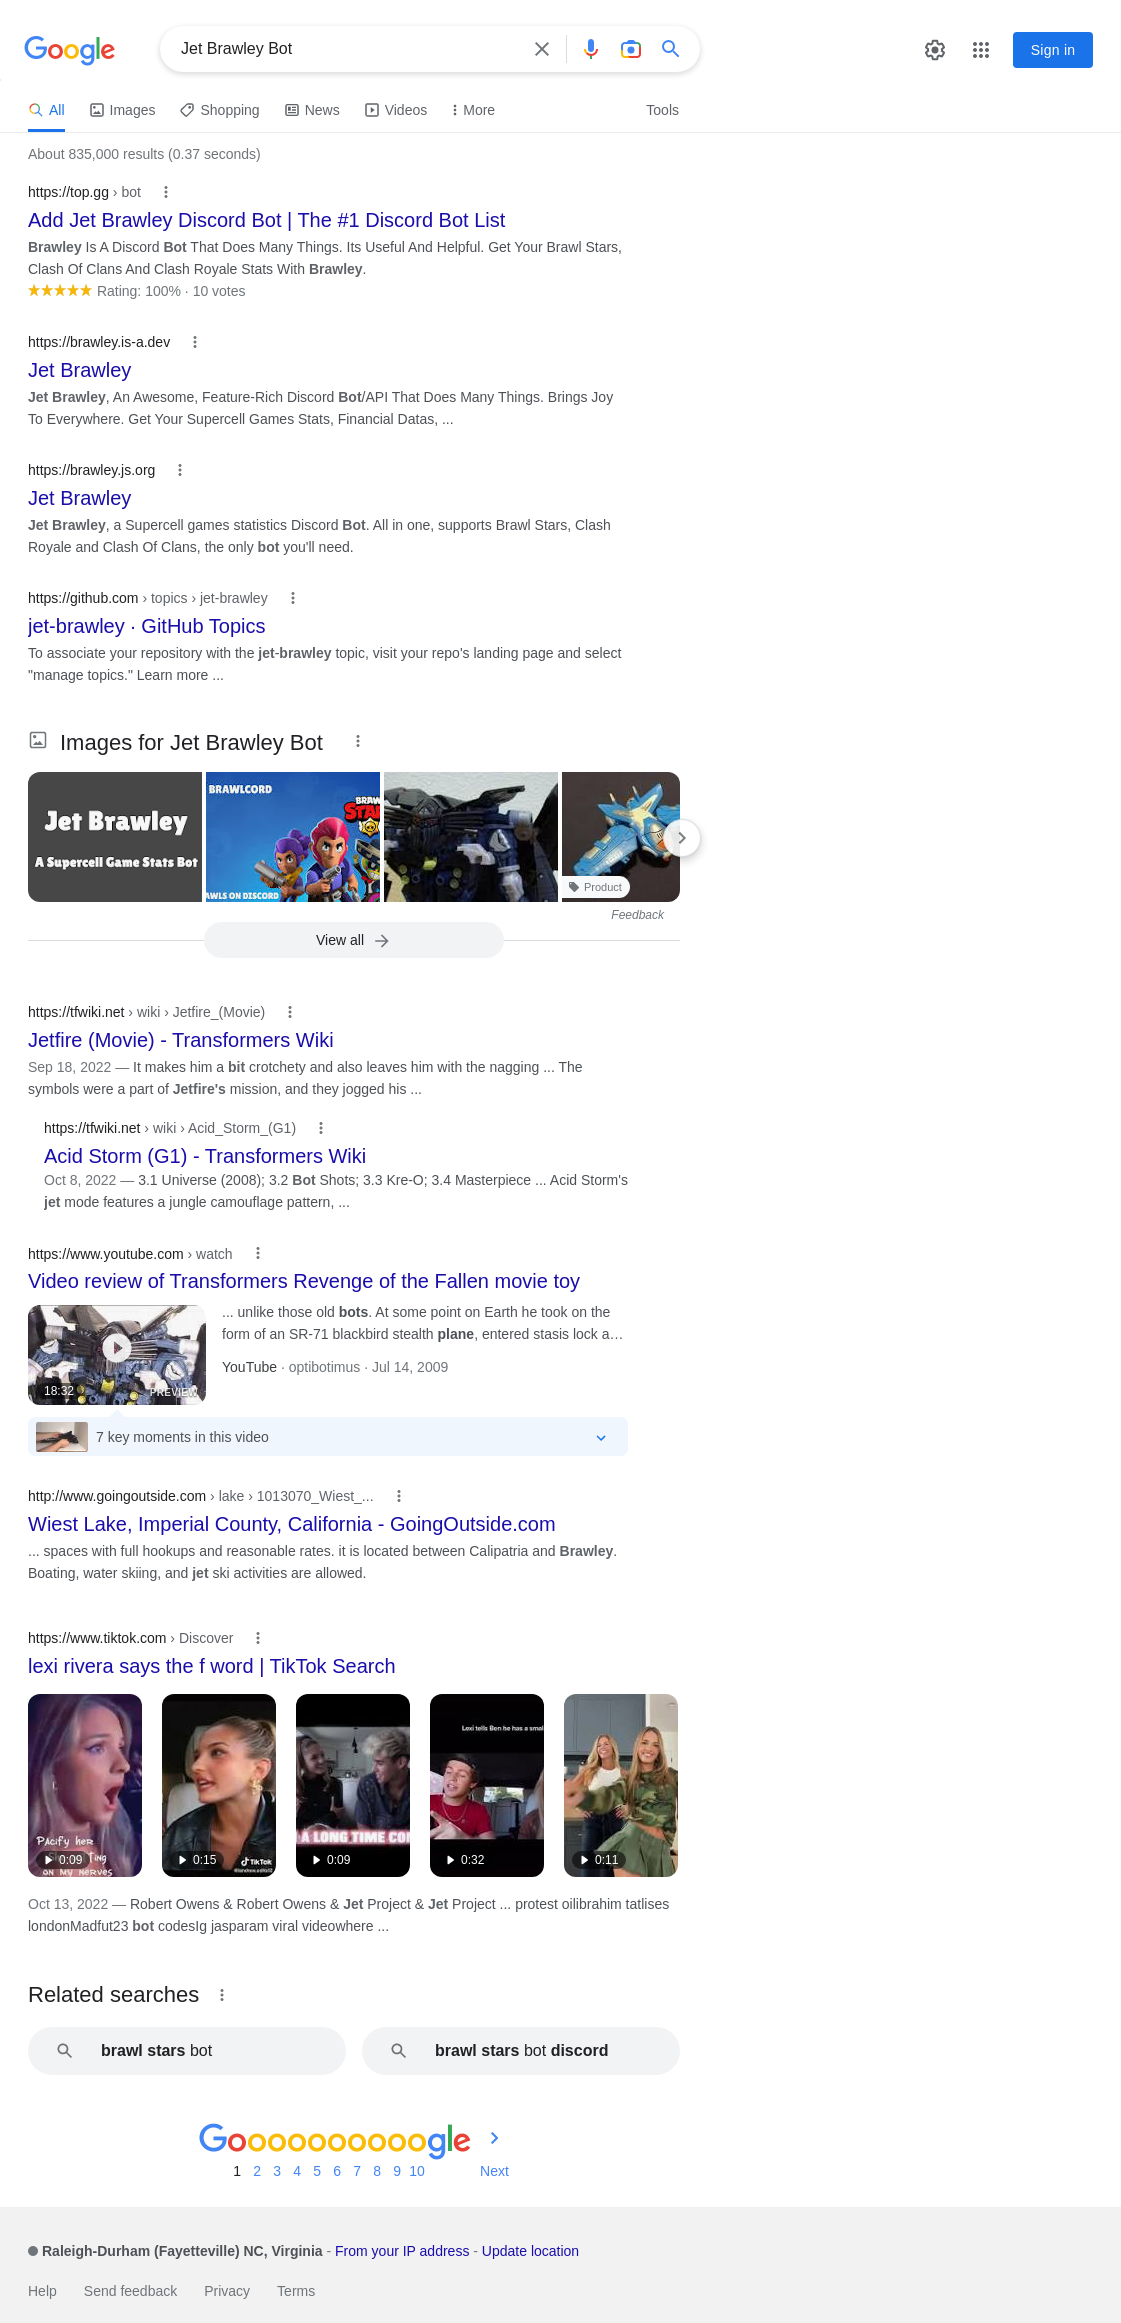 Google
Jet Brawley Bot
Sign in
All
Images
Shopping
News
Videos
More
Tools
About 835,000 results (0.37 seconds)
https://top.gg › bot
Add Jet Brawley Discord Bot | The #1 Discord Bot List
Brawley Is A Discord Bot That Does Many Things. Its Useful And Helpful. Get Your Brawl Stars,
Clash Of Clans And Clash Royale Stats With Brawley.
Rating: 100% · 10 votes
https://brawley.is-a.dev
Jet Brawley
Jet Brawley, An Awesome, Feature-Rich Discord Bot/API That Does Many Things. Brings Joy
To Everywhere. Get Your Supercell Games Stats, Financial Datas, ...
https://brawley.js.org
Jet Brawley
Jet Brawley, a Supercell games statistics Discord Bot. All in one, supports Brawl Stars, Clash
Royale and Clash Of Clans, the only bot you'll need.
https://github.com › topics › jet-brawley
jet-brawley · GitHub Topics
To associate your repository with the jet-brawley topic, visit your repo's landing page and select
"manage topics." Learn more ...
Images for Jet Brawley Bot
Jet Brawley
A Supercell Game Stats Bot
BRAWLCORD
BRAW
STAR
AWLS ON DISCORD
Product
Feedback
View all
https://tfwiki.net › wiki › Jetfire_(Movie)
Jetfire (Movie) - Transformers Wiki
Sep 18, 2022 — It makes him a bit crotchety and also leaves him with the nagging ... The
symbols were a part of Jetfire's mission, and they jogged his ...
https://tfwiki.net › wiki › Acid_Storm_(G1)
Acid Storm (G1) - Transformers Wiki
Oct 8, 2022 — 3.1 Universe (2008); 3.2 Bot Shots; 3.3 Kre-O; 3.4 Masterpiece ... Acid Storm's
jet mode features a jungle camouflage pattern, ...
https://www.youtube.com › watch
Video review of Transformers Revenge of the Fallen movie toy
... unlike those old bots. At some point on Earth he took on the
form of an SR-71 blackbird stealth plane, entered stasis lock a…
YouTube · optibotimus · Jul 14, 2009
18:32
PREVIEW
7 key moments in this video
http://www.goingoutside.com › lake › 1013070_Wiest_...
Wiest Lake, Imperial County, California - GoingOutside.com
... spaces with full hookups and reasonable rates. it is located between Calipatria and Brawley.
Boating, water skiing, and jet ski activities are allowed.
https://www.tiktok.com › Discover
lexi rivera says the f word | TikTok Search
Pacify her
on my nerves
0:09
TikTok
0:15
A LONG TIME CO
0:09
Lexi tells Ben he has a smal
0:32
0:11
Oct 13, 2022 — Robert Owens & Robert Owens & Jet Project & Jet Project ... protest oilibrahim tatlises
londonMadfut23 bot codesIg jasparam viral videowhere ...
Related searches
brawl stars bot
brawl stars bot discord
Goooooooooogle
1 2 3 4 5 6 7 8 9 10 Next
Raleigh-Durham (Fayetteville) NC, Virginia - From your IP address - Update location
Help
Send feedback
Privacy
Terms